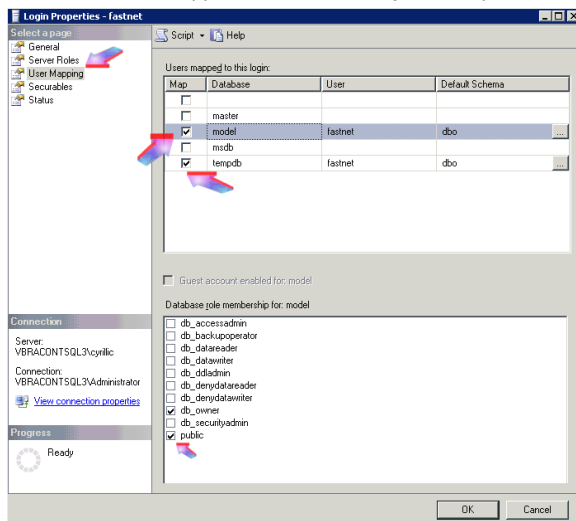 Login Properties - fastnet
Select a page
General
Server Roles
User Mapping
Securables
Status
Script Help
Users mapped to this login:
Map Database User Default Schema
master
model fastnet dbo ...
msdb
tempdb fastnet dbo ...
Guest account enabled for: model
Database role membership for: model
db_accessadmin
db_backupoperator
db_datareader
db_datawriter
db_ddladmin
db_denydatareader
db_denydatawriter
db_owner
db_securityadmin
public
Connection
Server:
VBRACONTSQL3\cyrillic
Connection:
VBRACONTSQL3\Administrator
View connection properties
Progress
Ready
OK Cancel